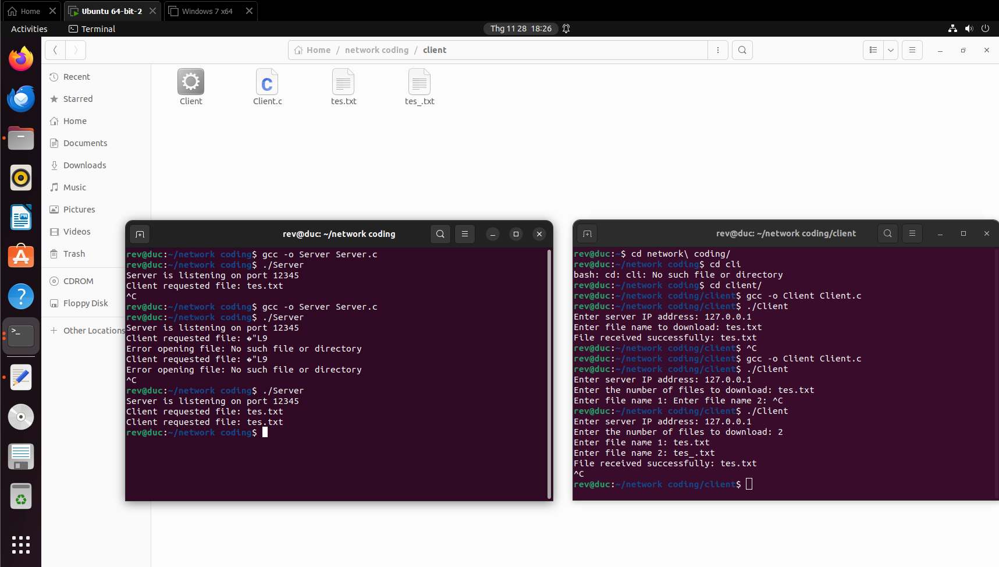 Home
Ubuntu 64-bit-2
Windows 7 x64
Activities
Terminal
Thg 11 28 18:26
Home / network coding / client
Recent
Starred
Home
Documents
Downloads
Music
Pictures
Videos
Trash
CDROM
Floppy Disk
Other Locations
Client
Client.c
tes.txt
tes_.txt
rev@duc: ~/network coding
rev@duc:~/network coding$ gcc -o Server Server.c
rev@duc:~/network coding$ ./Server
Server is listening on port 12345
Client requested file: tes.txt
^C
rev@duc:~/network coding$ gcc -o Server Server.c
rev@duc:~/network coding$ ./Server
Server is listening on port 12345
Client requested file: �"L9
Error opening file: No such file or directory
Client requested file: �"L9
Error opening file: No such file or directory
^C
rev@duc:~/network coding$ ./Server
Server is listening on port 12345
Client requested file: tes.txt
Client requested file: tes.txt
rev@duc:~/network coding$
rev@duc: ~/network coding/client
rev@duc:~$ cd network\ coding/
rev@duc:~/network coding$ cd cli
bash: cd: cli: No such file or directory
rev@duc:~/network coding$ cd client/
rev@duc:~/network coding/client$ gcc -o Client Client.c
rev@duc:~/network coding/client$ ./Client
Enter server IP address: 127.0.0.1
Enter file name to download: tes.txt
File received successfully: tes.txt
rev@duc:~/network coding/client$ ^C
rev@duc:~/network coding/client$ gcc -o Client Client.c
rev@duc:~/network coding/client$ ./Client
Enter server IP address: 127.0.0.1
Enter the number of files to download: tes.txt
Enter file name 1: Enter file name 2: ^C
rev@duc:~/network coding/client$ ./Client
Enter server IP address: 127.0.0.1
Enter the number of files to download: 2
Enter file name 1: tes.txt
Enter file name 2: tes_.txt
File received successfully: tes.txt
^C
rev@duc:~/network coding/client$